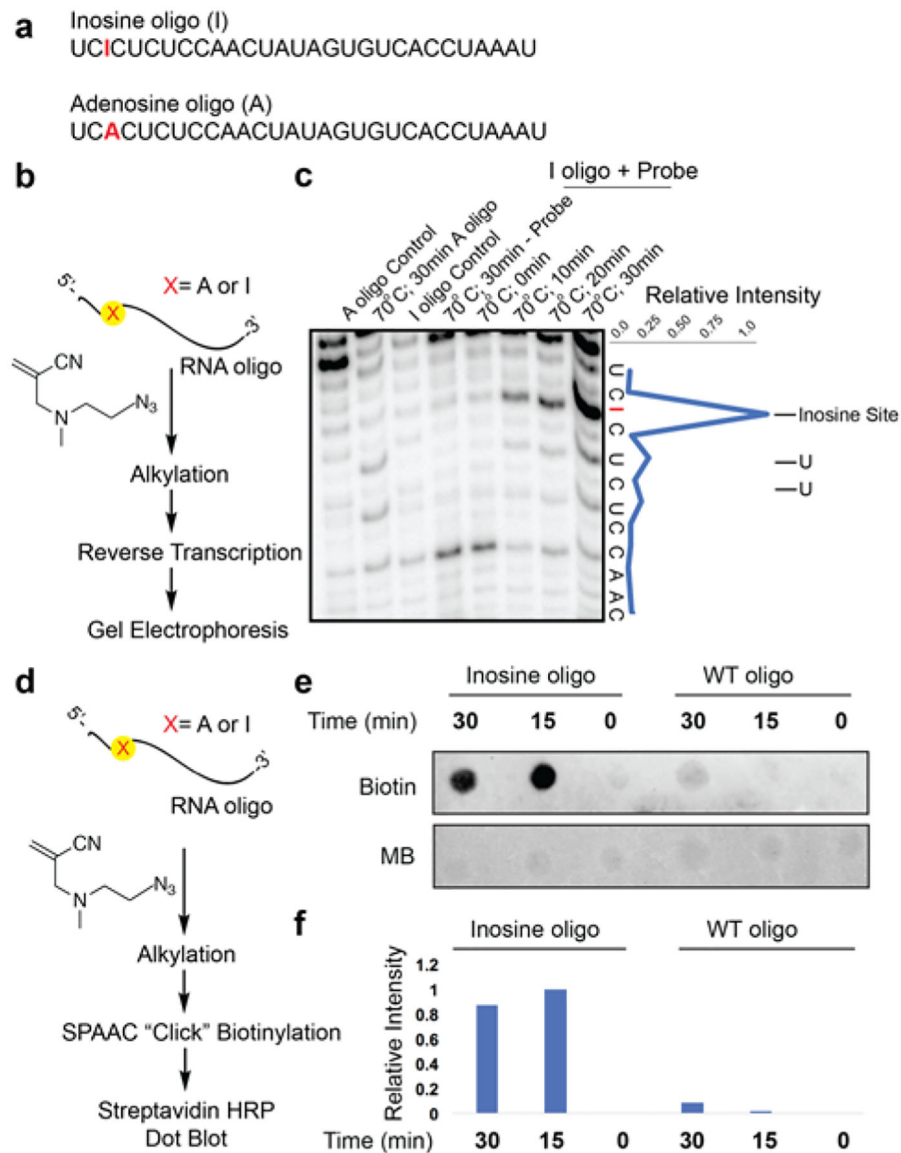 a
Inosine oligo (I)
UCICUCUCCAACUAUAGUGUCACCUAAAU
Adenosine oligo (A)
UCACUCUCCAACUAUAGUGUCACCUAAAU
b
5'-
X= A or I
X
-3'
RNA oligo
CN
N
N3
Alkylation
Reverse Transcription
Gel Electrophoresis
c
I oligo + Probe
A oligo Control
70°C; 30min A oligo
I oligo Control
70°C; 30min - Probe
70°C; 0min
70°C; 10min
70°C; 20min
70°C; 30min
Relative Intensity
0.0 0.25 0.50 0.75 1.0
U
C
I
C
U
C
U
C
C
A
A
C
Inosine Site
U
U
d
5'-
X= A or I
X
-3'
RNA oligo
CN
N
N3
Alkylation
SPAAC “Click” Biotinylation
Streptavidin HRP
Dot Blot
e
Inosine oligo WT oligo
Time (min) 30 15 0 30 15 0
Biotin
MB
f
Inosine oligo WT oligo
Relative Intensity
1.2
1
0.8
0.6
0.4
0.2
0
Time (min) 30 15 0 30 15 0